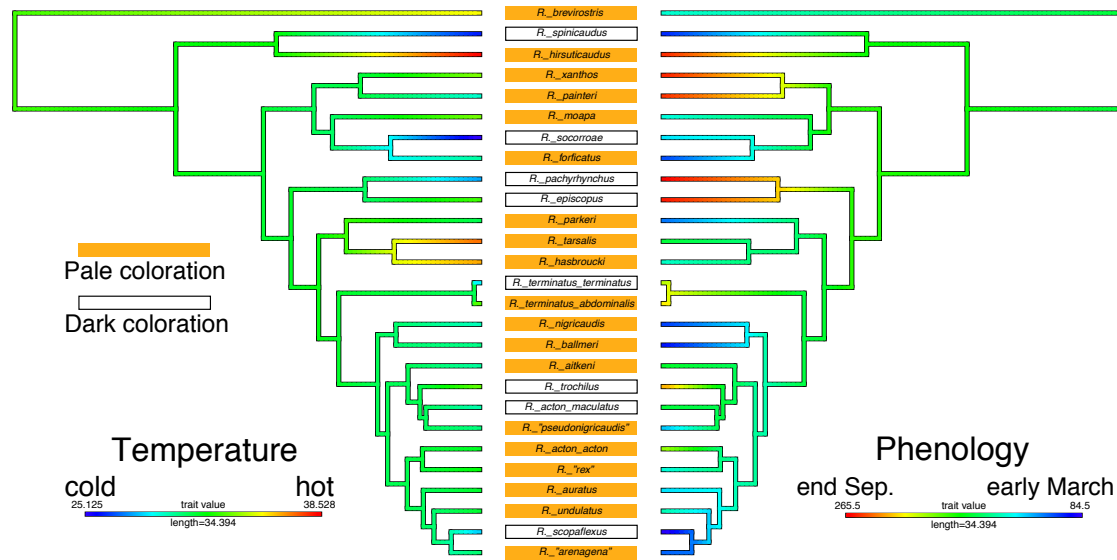 R._brevirostris
R._spinicaudus
R._hirsuticaudus
R._xanthos
R._painteri
R._moapa
R._socorroae
R._forficatus
R._pachyrhynchus
R._episcopus
R._parkeri
R._tarsalis
R._hasbroucki
R._terminatus_terminatus
R._terminatus_abdominalis
R._nigricaudis
R._ballmeri
R._aitkeni
R._trochilus
R._acton_maculatus
R._"pseudonigricaudis"
R._acton_acton
R._"rex"
R._auratus
R._undulatus
R._scopaflexus
R._"arenagena"
Pale coloration
Dark coloration
Temperature
cold hot
25.125 trait value 38.528
length=34.394
Phenology
end Sep. early March
265.5 trait value 84.5
length=34.394